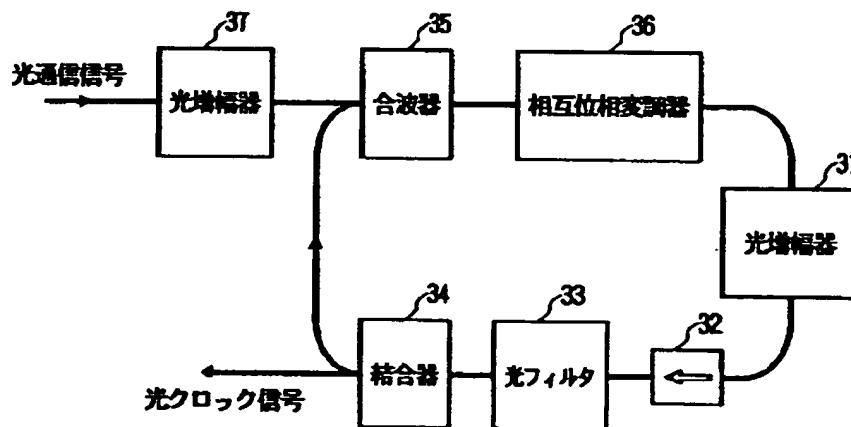 37
35
36
光通信信号
光増幅器
合波器
相互位相変調器
光増幅器
34
33
32
結合器
光フィルタ
光クロック信号